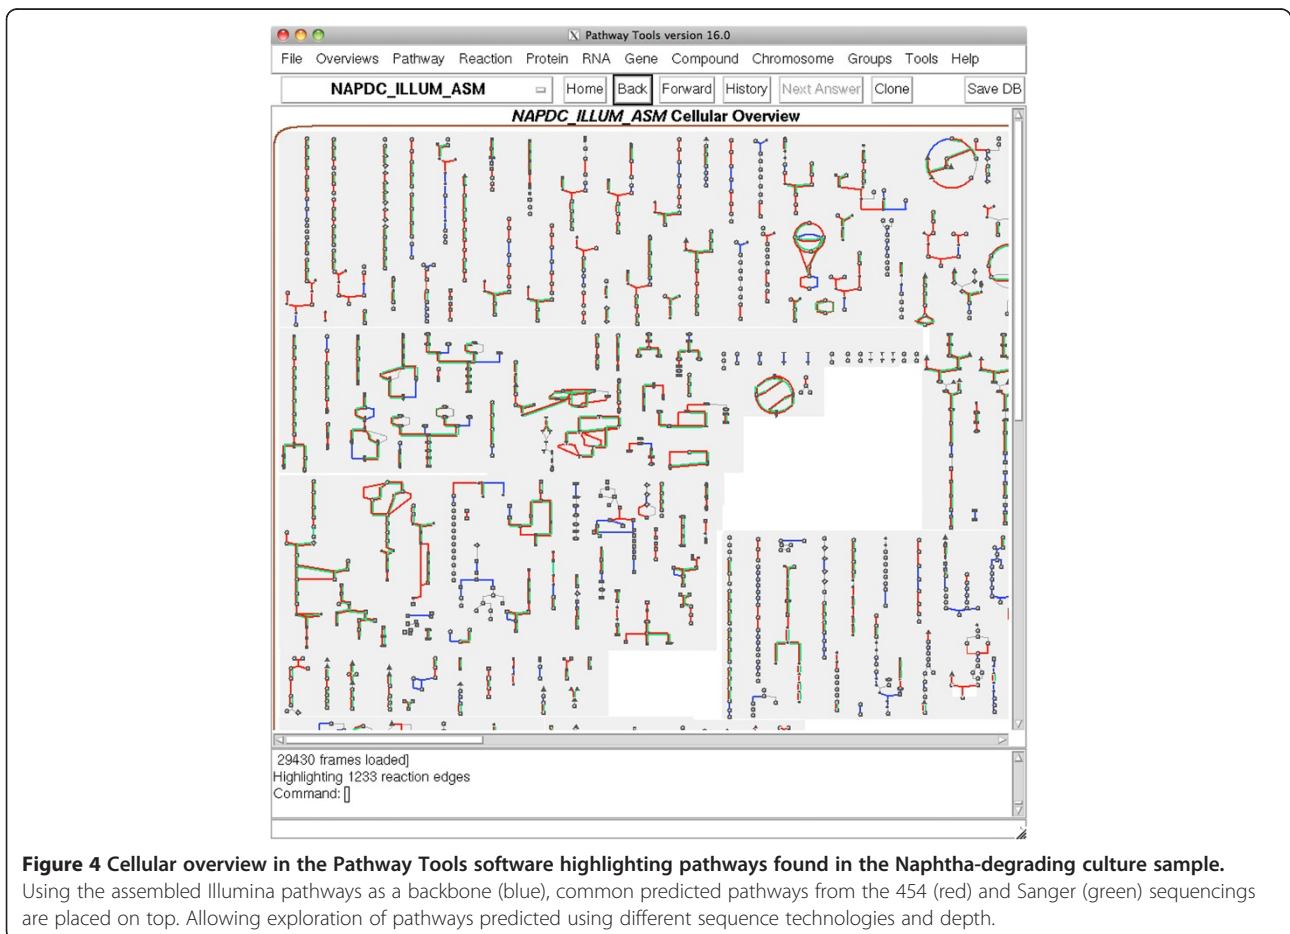 Pathway Tools version 16.0
File Overviews Pathway Reaction Protein RNA Gene Compound Chromosome Groups Tools Help
NAPDC_ILLUM_ASM Home Back Forward History Next Answer Clone Save DB
NAPDC_ILLUM_ASM Cellular Overview
29430 frames loaded]
Highlighting 1233 reaction edges
Command:
Figure 4 Cellular overview in the Pathway Tools software highlighting pathways found in the Naphtha-degrading culture sample.
Using the assembled Illumina pathways as a backbone (blue), common predicted pathways from the 454 (red) and Sanger (green) sequencings
are placed on top. Allowing exploration of pathways predicted using different sequence technologies and depth.